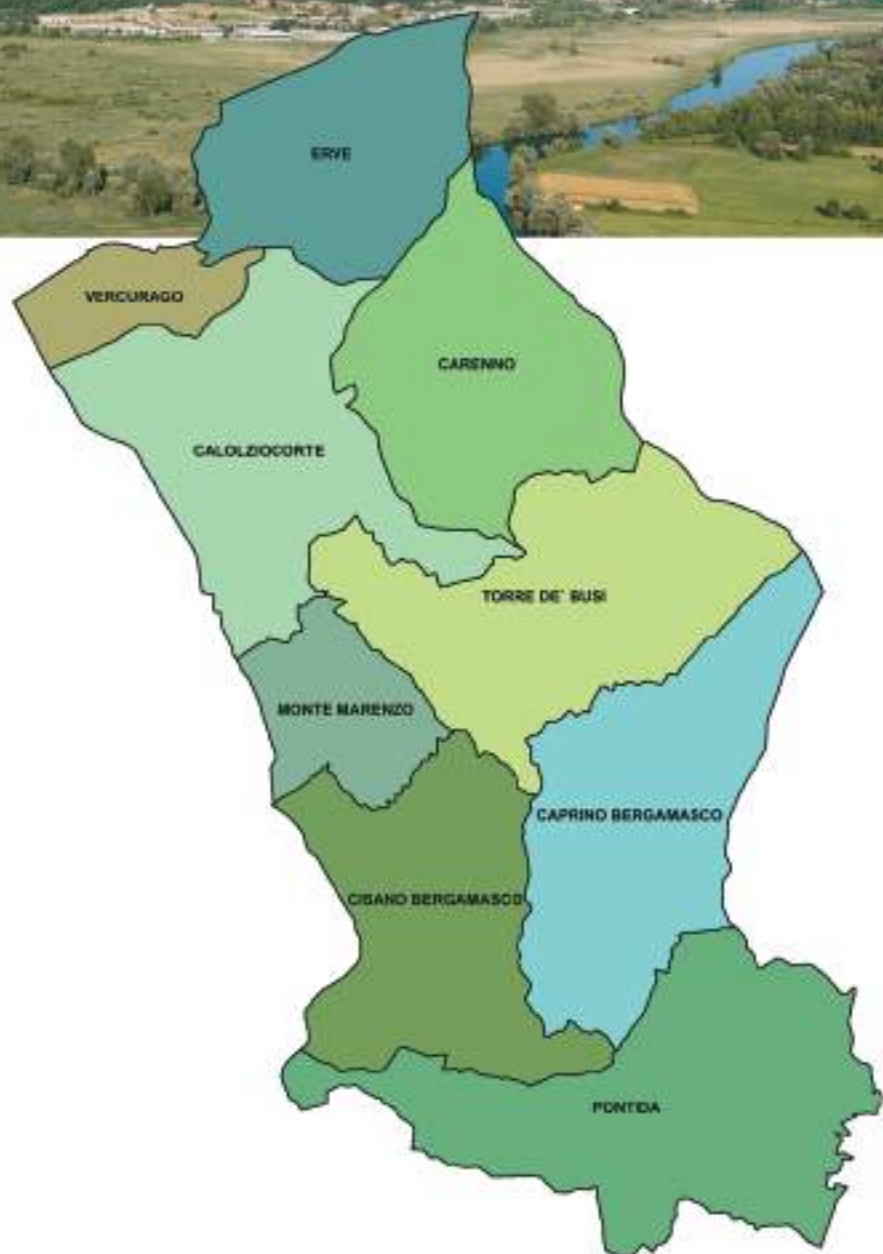 ERVE
VERCURAGO
CARENNO
CALOLZIOCORTE
TORRE DE' BUSI
MONTE MARENZO
CAPRINO BERGAMASCO
CISANO BERGAMASCO
PONTIDA